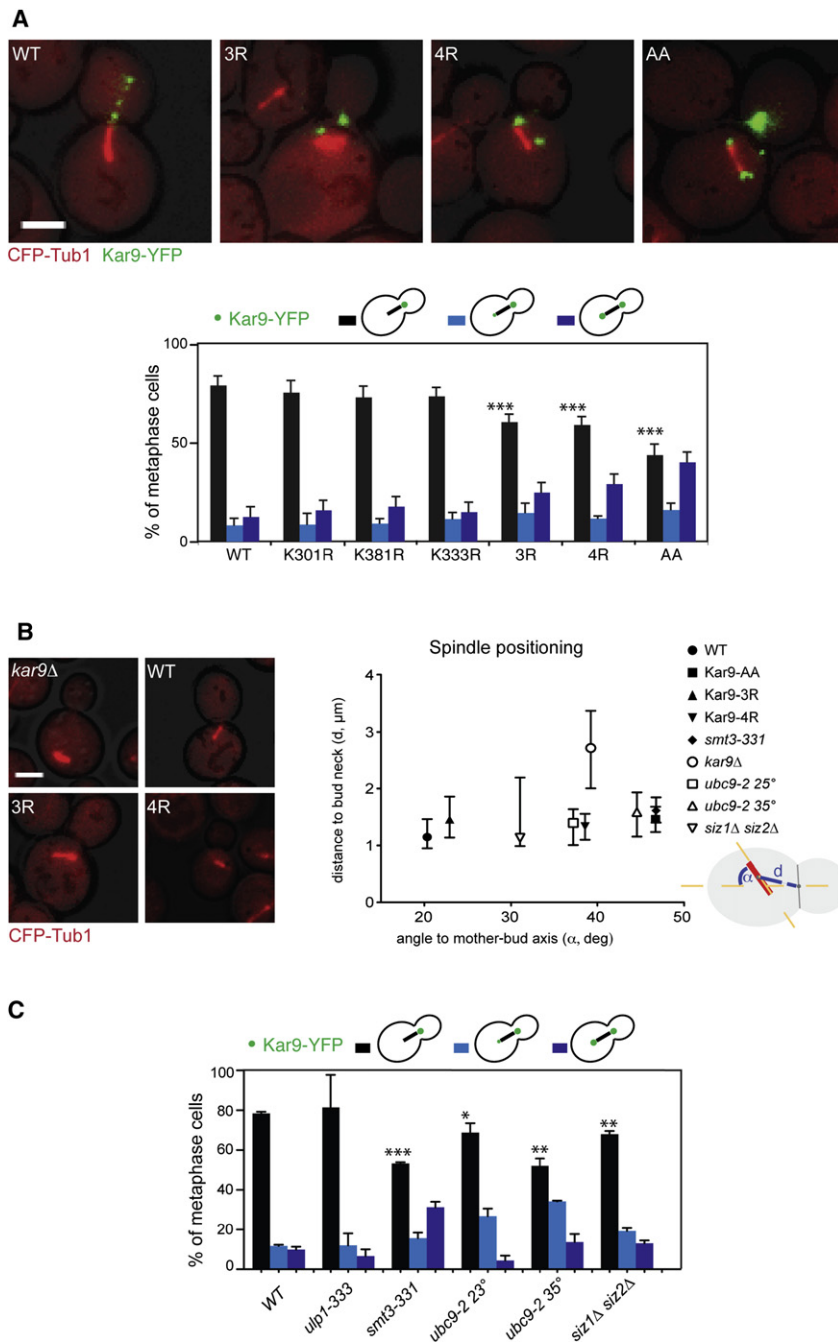 A
WT
3R
4R
AA
CFP-Tub1 Kar9-YFP
Kar9-YFP
% of metaphase cells
100
50
0
***
***
***
WT
K301R
K381R
K333R
3R
4R
AA
B
kar9Δ
WT
3R
4R
CFP-Tub1
Spindle positioning
distance to bud neck (d, µm)
4
3
2
1
0
20
30
40
50
angle to mother-bud axis (α, deg)
WT
Kar9-AA
Kar9-3R
Kar9-4R
smt3-331
kar9Δ
ubc9-2 25°
ubc9-2 35°
siz1Δ siz2Δ
α
d
C
Kar9-YFP
% of metaphase cells
100
80
60
40
20
0
***
*
**
**
WT
ulp1-333
smt3-331
ubc9-2 23°
ubc9-2 35°
siz1Δ siz2Δ